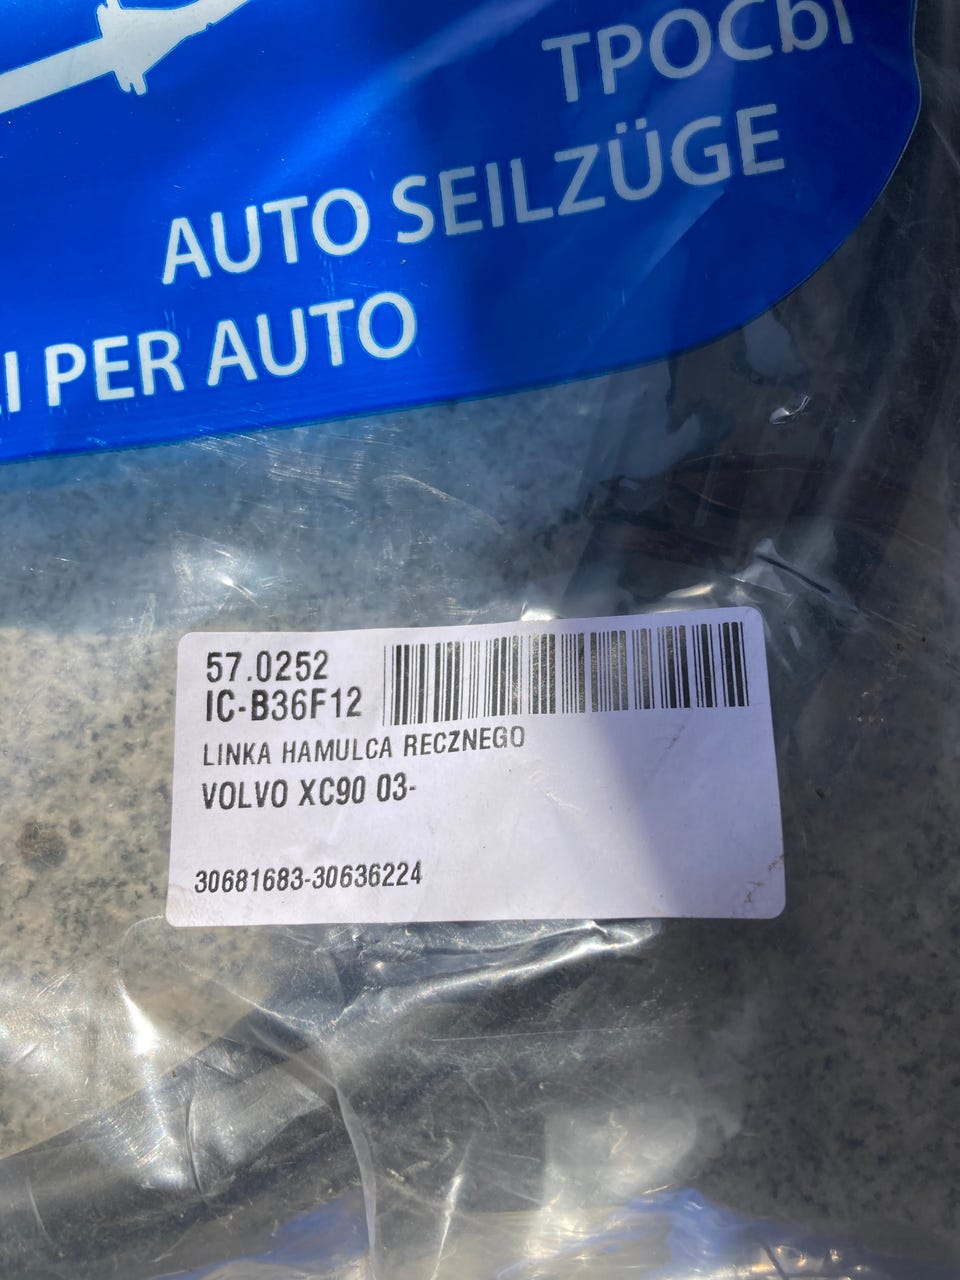 ТРОСЫ
AUTO SEILZÜGE
I PER AUTO
57.0252
IC-B36F12
LINKA HAMULCA RECZNEGO
VOLVO XC90 03-
30681683-30636224